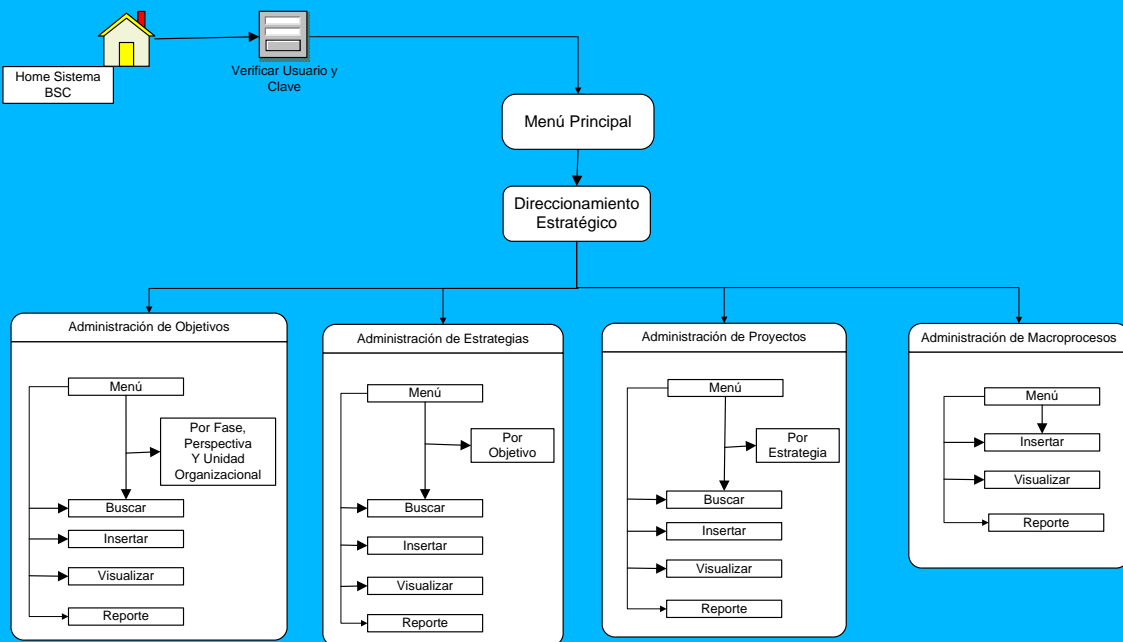 Home Sistema
BSC
Verificar Usuario y
Clave
Menú Principal
Direccionamiento
Estratégico
Administración de Objetivos
Menú
Por Fase,
Perspectiva
Y Unidad
Organizacional
Buscar
Insertar
Visualizar
Reporte
Administración de Estrategias
Menú
Por
Objetivo
Buscar
Insertar
Visualizar
Reporte
Administración de Proyectos
Menú
Por
Estrategia
Buscar
Insertar
Visualizar
Reporte
Administración de Macroprocesos
Menú
Insertar
Visualizar
Reporte